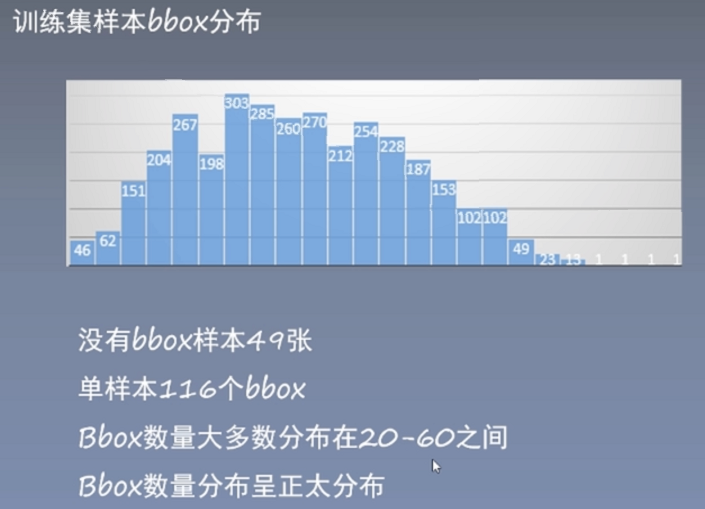 训练集样本bbox分布
46 62 151 204 267 198 303 285 260 270 212 254 228 187 153 102 102 49 23 13 1 1 1 1
没有bbox样本49张
单样本116个bbox
Bbox数量大多数分布在20-60之间
Bbox数量分布呈正太分布